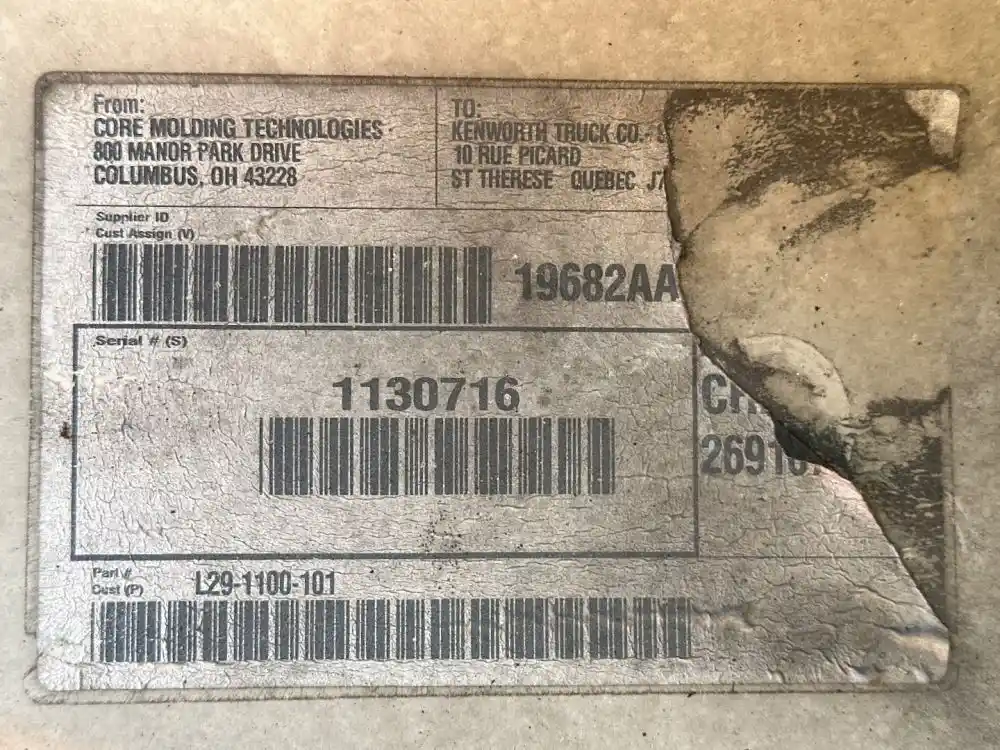 From:
CORE MOLDING TECHNOLOGIES
800 MANOR PARK DRIVE
COLUMBUS, OH 43228
TO:
KENWORTH TRUCK CO.
10 RUE PICARD
ST THERESE QUEBEC
Supplier ID
Cust Assign (V)
19682AA
Serial # (S)
1130716
Part #
Cust (P) L29-1100-101